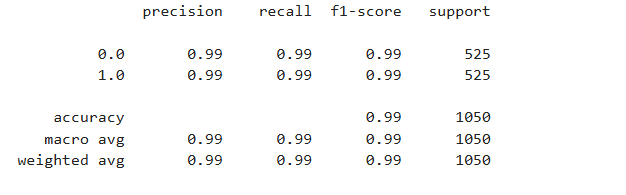 precision recall f1-score support
0.0 0.99 0.99 0.99 525
1.0 0.99 0.99 0.99 525
accuracy 0.99 1050
macro avg 0.99 0.99 0.99 1050
weighted avg 0.99 0.99 0.99 1050